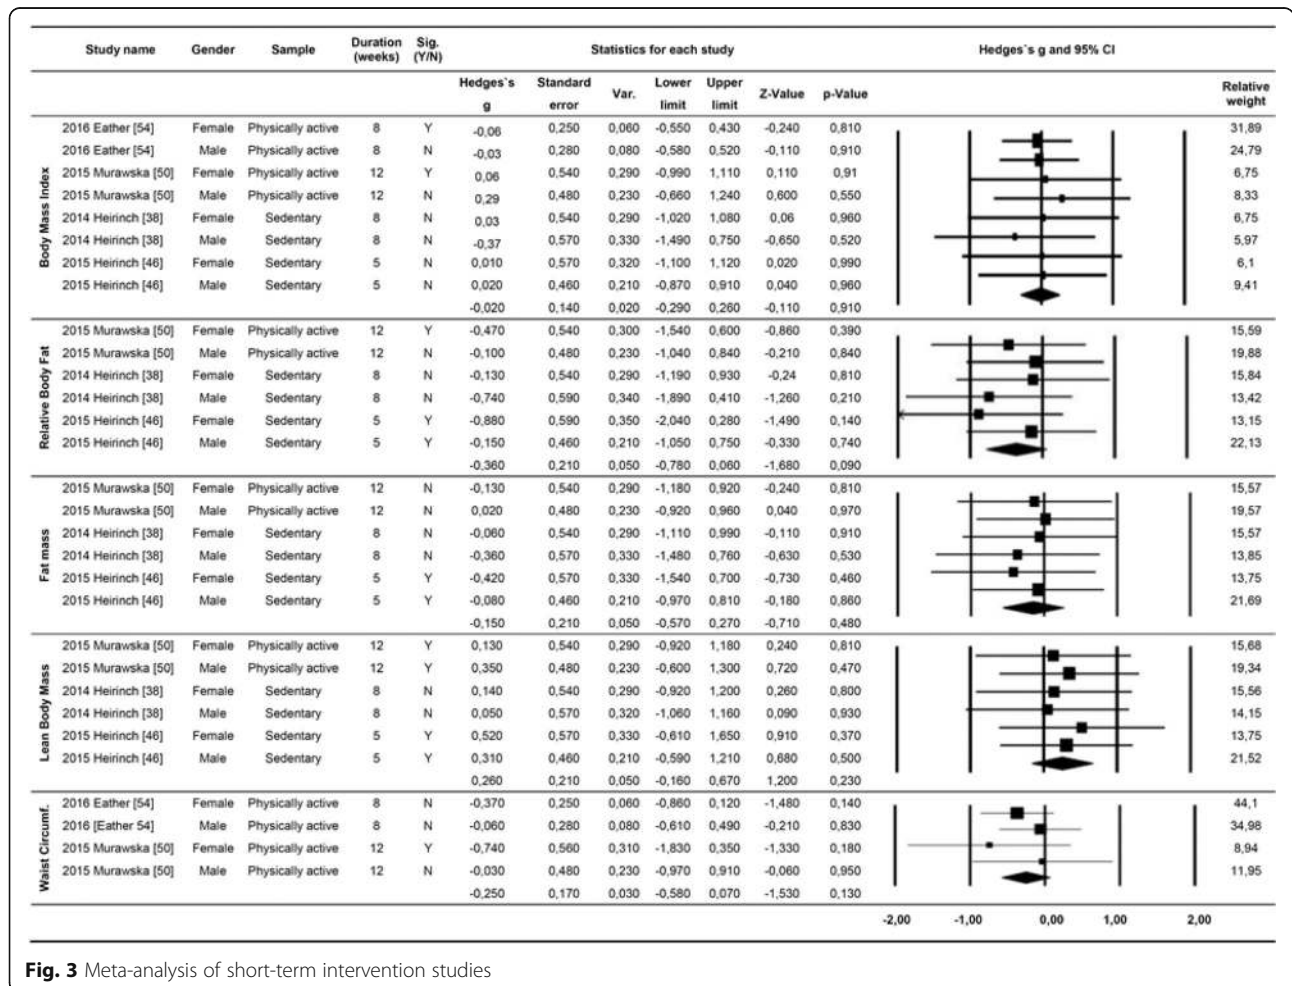 Study name Gender Sample Duration (weeks) Sig. (Y/N) Statistics for each study Hedges`s g and 95% CI
Hedges`s g Standard error Var. Lower limit Upper limit Z-Value p-Value Relative weight
Body Mass Index
2016 Eather [54] Female Physically active 8 Y -0,06 0,250 0,060 -0,550 0,430 -0,240 0,810 31,89
2016 Eather [54] Male Physically active 8 N -0,03 0,280 0,080 -0,580 0,520 -0,110 0,910 24,79
2015 Murawska [50] Female Physically active 12 Y 0,06 0,540 0,290 -0,990 1,110 0,110 0,91 6,75
2015 Murawska [50] Male Physically active 12 N 0,29 0,480 0,230 -0,660 1,240 0,600 0,550 8,33
2014 Heirinch [38] Female Sedentary 8 N 0,03 0,540 0,290 -1,020 1,080 0,06 0,960 6,75
2014 Heirinch [38] Male Sedentary 8 N -0,37 0,570 0,330 -1,490 0,750 -0,650 0,520 5,97
2015 Heirinch [46] Female Sedentary 5 N 0,010 0,570 0,320 -1,100 1,120 0,020 0,990 6,1
2015 Heirinch [46] Male Sedentary 5 N 0,020 0,460 0,210 -0,870 0,910 0,040 0,960 9,41
-0,020 0,140 0,020 -0,290 0,260 -0,110 0,910
Relative Body Fat
2015 Murawska [50] Female Physically active 12 Y -0,470 0,540 0,300 -1,540 0,600 -0,860 0,390 15,59
2015 Murawska [50] Male Physically active 12 N -0,100 0,480 0,230 -1,040 0,840 -0,210 0,840 19,88
2014 Heirinch [38] Female Sedentary 8 N -0,130 0,540 0,290 -1,190 0,930 -0,24 0,810 15,84
2014 Heirinch [38] Male Sedentary 8 N -0,740 0,590 0,340 -1,890 0,410 -1,260 0,210 13,42
2015 Heirinch [46] Female Sedentary 5 Y -0,880 0,590 0,350 -2,040 0,280 -1,490 0,140 13,15
2015 Heirinch [46] Male Sedentary 5 Y -0,150 0,460 0,210 -1,050 0,750 -0,330 0,740 22,13
-0,360 0,210 0,050 -0,780 0,060 -1,680 0,090
Fat mass
2015 Murawska [50] Female Physically active 12 N -0,130 0,540 0,290 -1,180 0,920 -0,240 0,810 15,57
2015 Murawska [50] Male Physically active 12 N 0,020 0,480 0,230 -0,920 0,960 0,040 0,970 19,57
2014 Heirinch [38] Female Sedentary 8 N -0,060 0,540 0,290 -1,110 0,990 -0,110 0,910 15,57
2014 Heirinch [38] Male Sedentary 8 N -0,360 0,570 0,330 -1,480 0,760 -0,630 0,530 13,85
2015 Heirinch [46] Female Sedentary 5 Y -0,420 0,570 0,330 -1,540 0,700 -0,730 0,460 13,75
2015 Heirinch [46] Male Sedentary 5 Y -0,080 0,460 0,210 -0,970 0,810 -0,180 0,860 21,69
-0,150 0,210 0,050 -0,570 0,270 -0,710 0,480
Lean Body Mass
2015 Murawska [50] Female Physically active 12 Y 0,130 0,540 0,290 -0,920 1,180 0,240 0,810 15,68
2015 Murawska [50] Male Physically active 12 Y 0,350 0,480 0,230 -0,600 1,300 0,720 0,470 19,34
2014 Heirinch [38] Female Sedentary 8 N 0,140 0,540 0,290 -0,920 1,200 0,260 0,800 15,56
2014 Heirinch [38] Male Sedentary 8 N 0,050 0,570 0,320 -1,060 1,160 0,090 0,930 14,15
2015 Heirinch [46] Female Sedentary 5 Y 0,520 0,570 0,330 -0,610 1,650 0,910 0,370 13,75
2015 Heirinch [46] Male Sedentary 5 Y 0,310 0,460 0,210 -0,590 1,210 0,680 0,500 21,52
0,260 0,210 0,050 -0,160 0,670 1,200 0,230
Waist Circumf.
2016 Eather [54] Female Physically active 8 N -0,370 0,250 0,060 -0,860 0,120 -1,480 0,140 44,1
2016 [Eather 54] Male Physically active 8 N -0,060 0,280 0,080 -0,610 0,490 -0,210 0,830 34,98
2015 Murawska [50] Female Physically active 12 Y -0,740 0,560 0,310 -1,830 0,350 -1,330 0,180 8,94
2015 Murawska [50] Male Physically active 12 N -0,030 0,480 0,230 -0,970 0,910 -0,060 0,950 11,95
-0,250 0,170 0,030 -0,580 0,070 -1,530 0,130
-2,00 -1,00 0,00 1,00 2,00
Fig. 3 Meta-analysis of short-term intervention studies